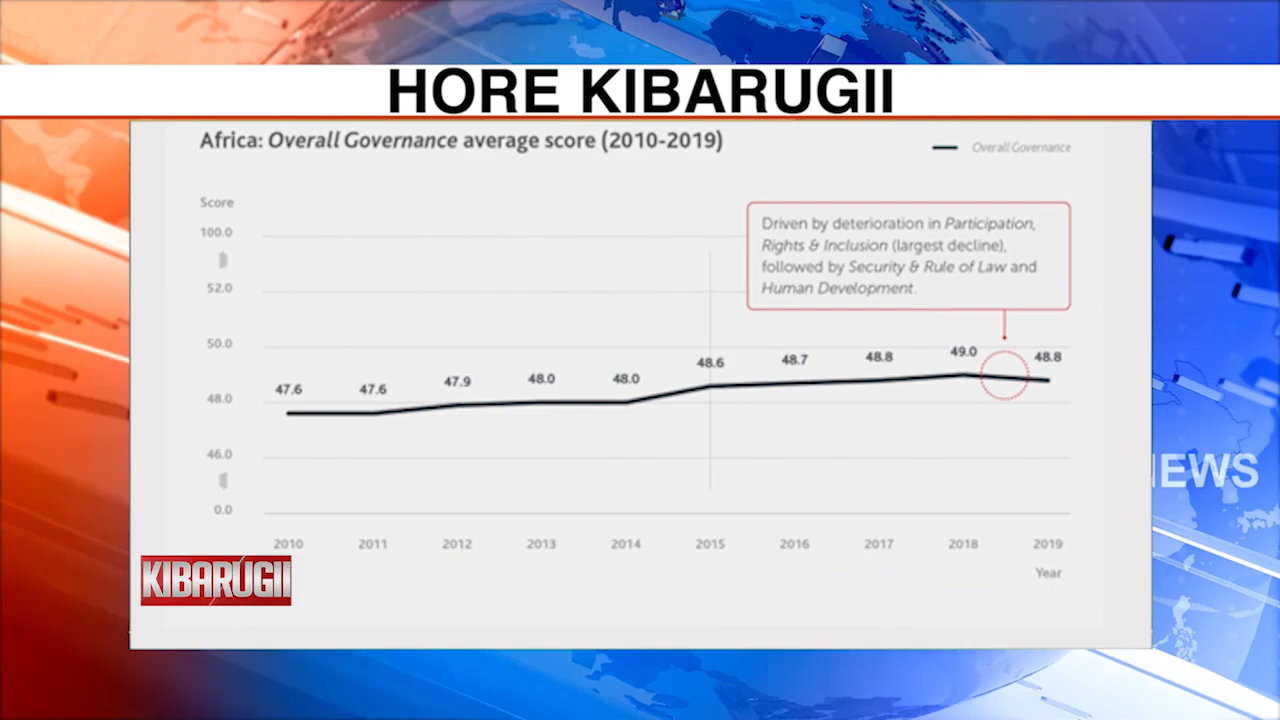 HORE KIBARUGII
Africa: Overall Governance average score (2010-2019)
Overall Governance
Score
Driven by deterioration in Participation,
Rights & Inclusion (largest decline),
followed by Security & Rule of Law and
Human Development.
100.0
52.0
50.0
48.0
46.0
0.0
47.6 47.6 47.9 48.0 48.0 48.6 48.7 48.8 49.0 48.8
2010 2011 2012 2013 2014 2015 2016 2017 2018 2019
Year
KIBARUGII